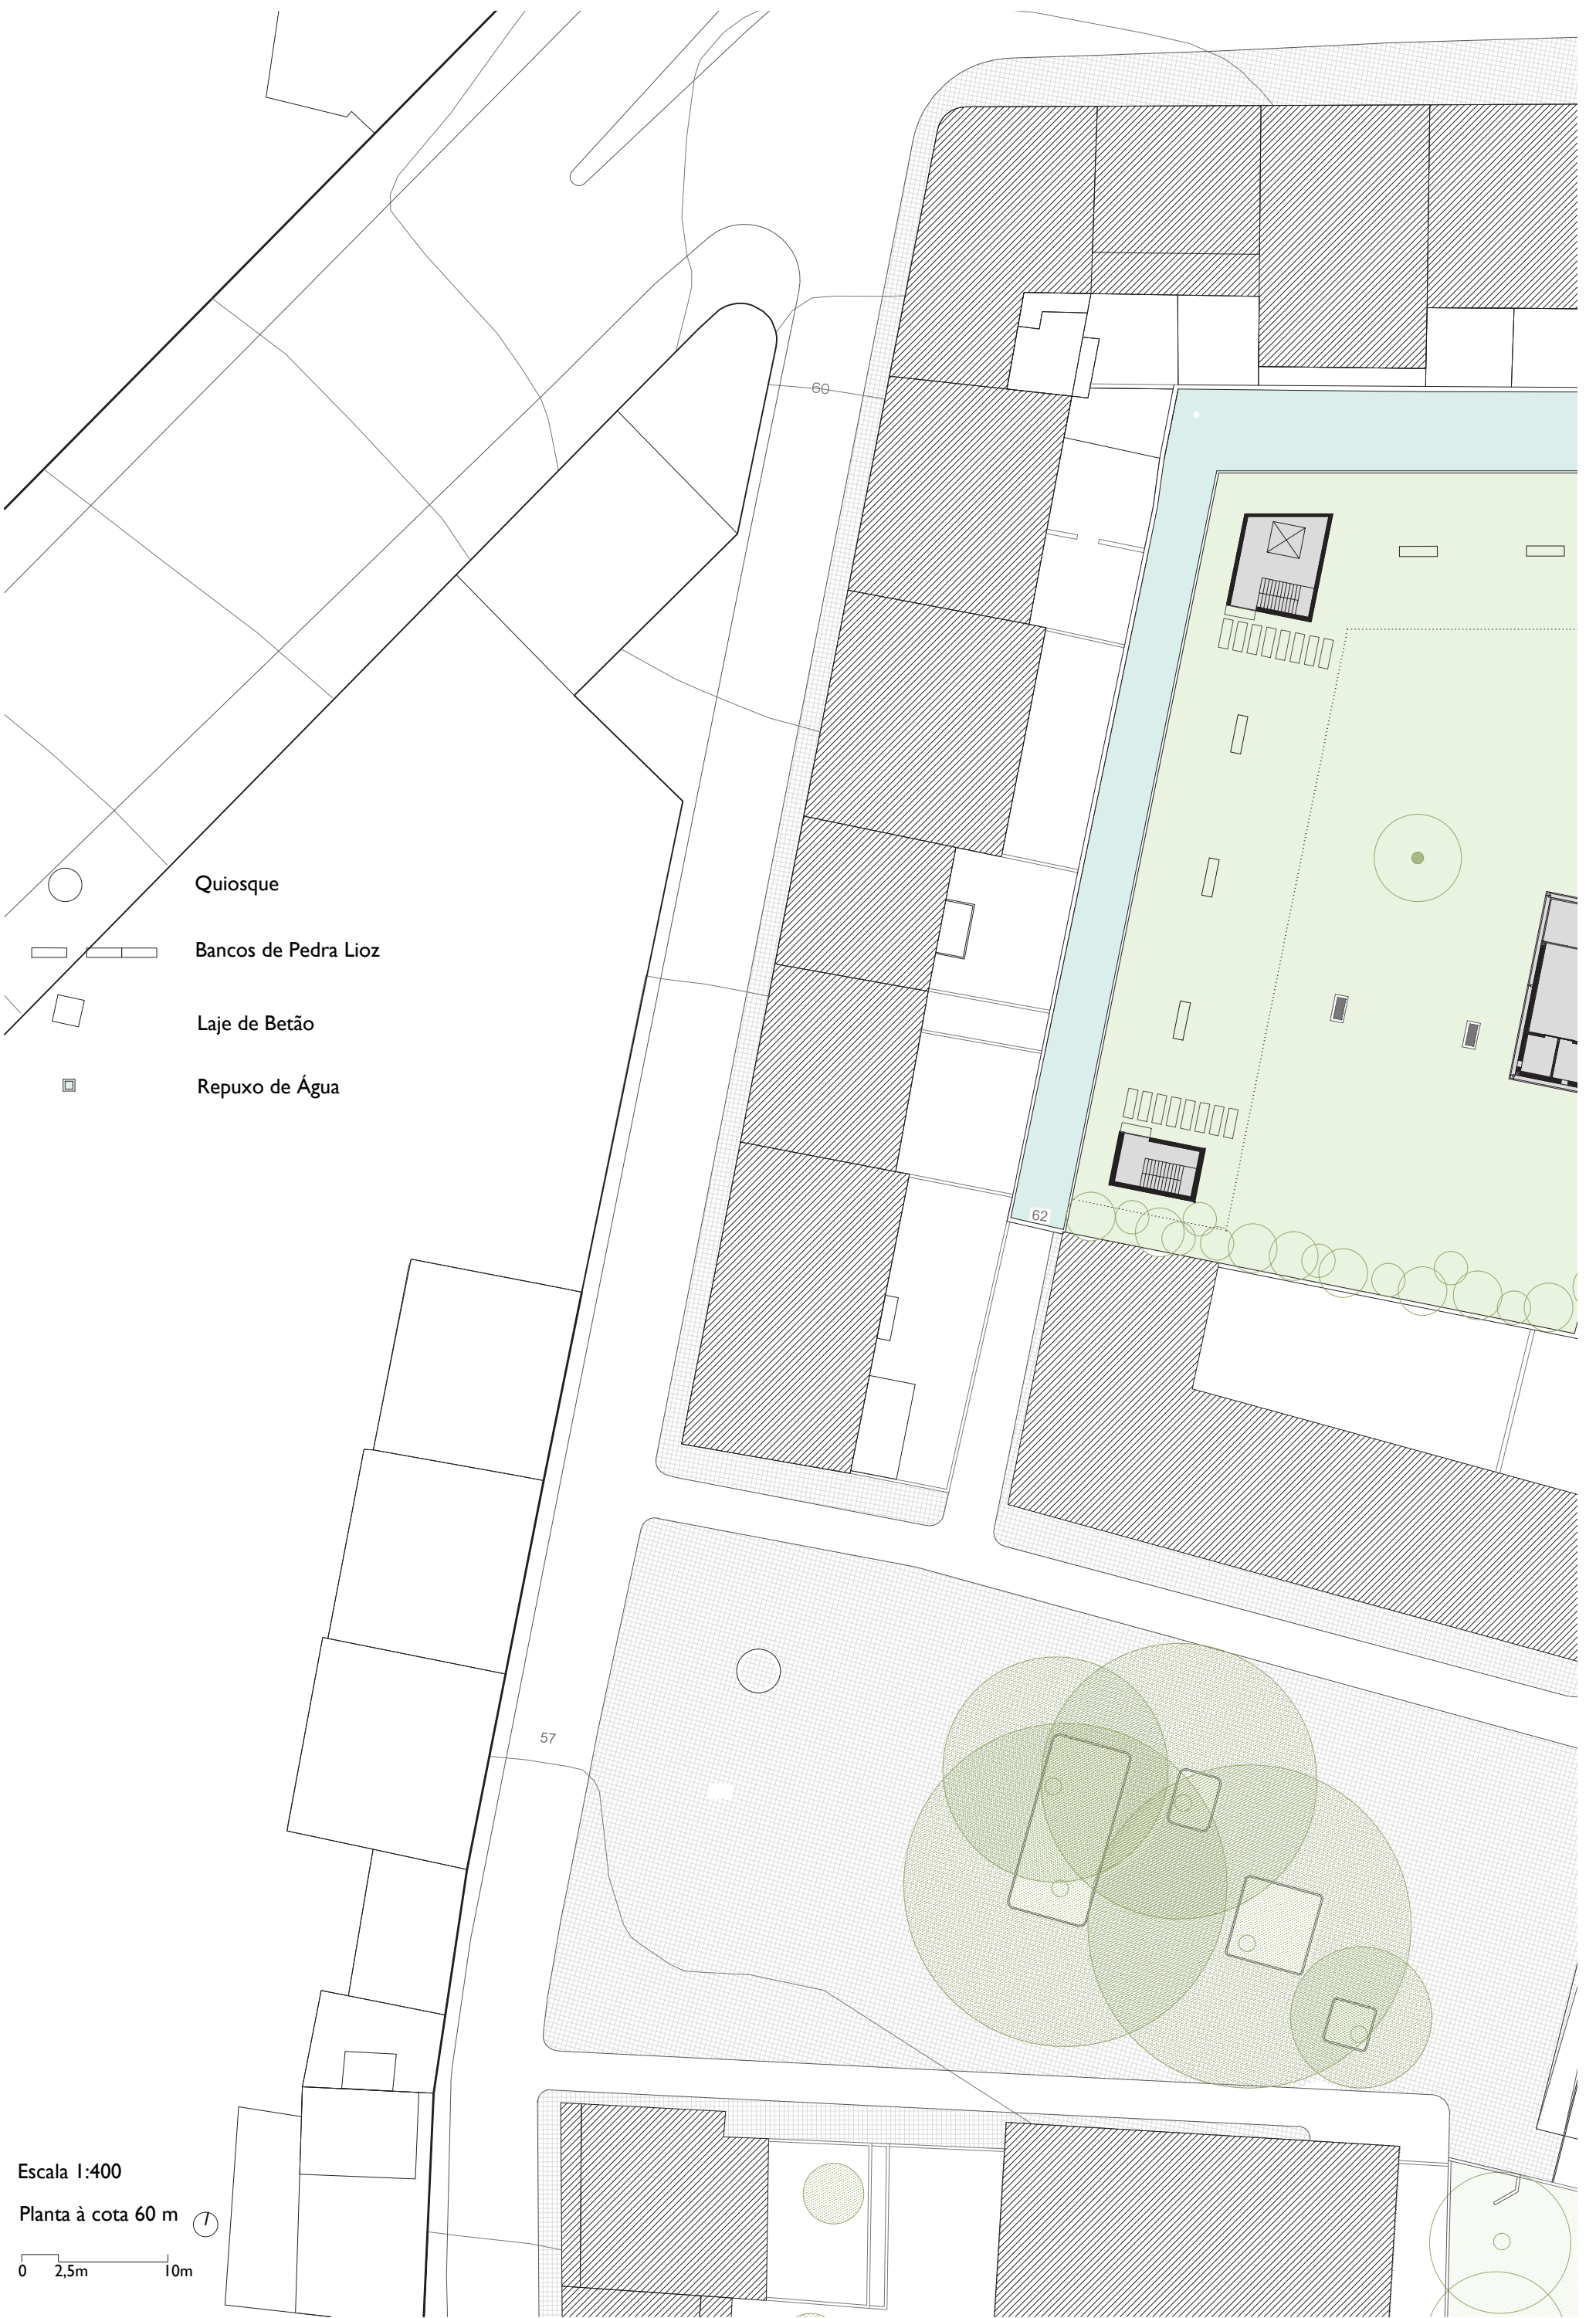 60
Quiosque
Bancos de Pedra Lioz
Laje de Betão
Repuxo de Água
62
57
Escala 1:400
Planta à cota 60 m
0 2,5m 10m